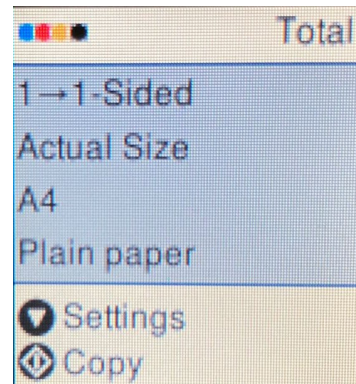 Total
1→1-Sided
Actual Size
A4
Plain paper
Settings
Copy